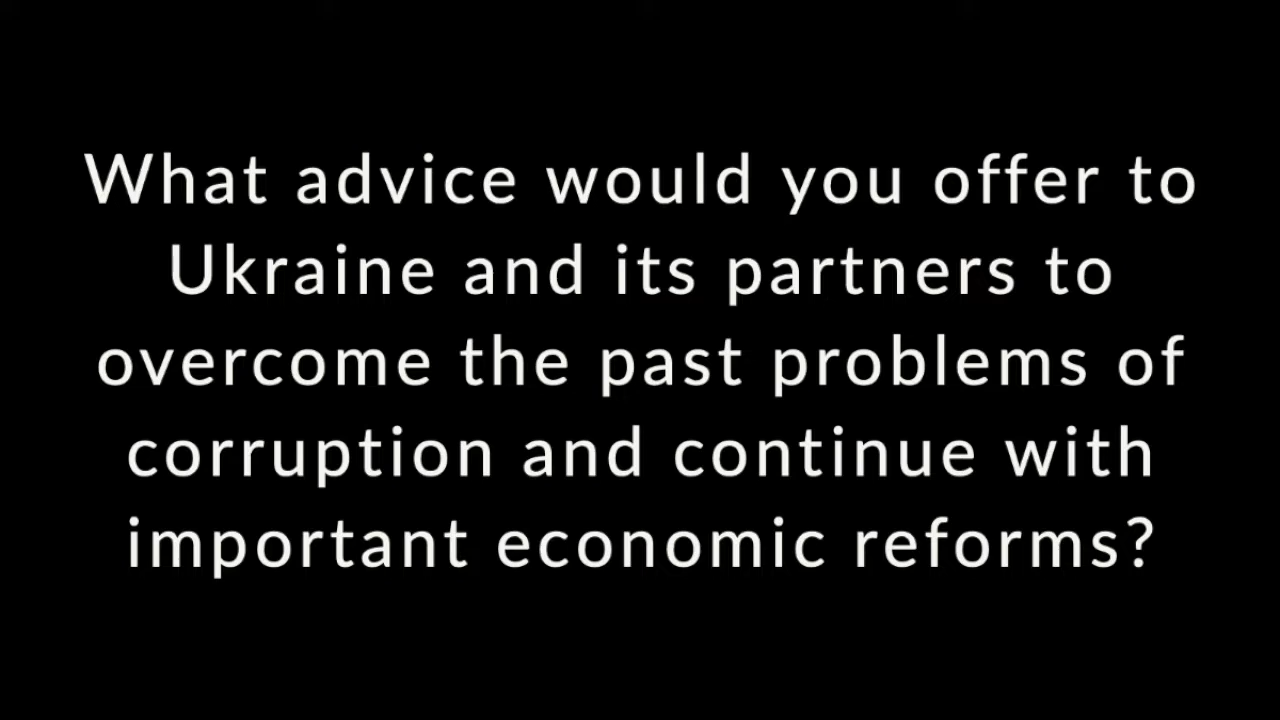 What advice would you offer to
Ukraine and its partners to
overcome the past problems of
corruption and continue with
important economic reforms?